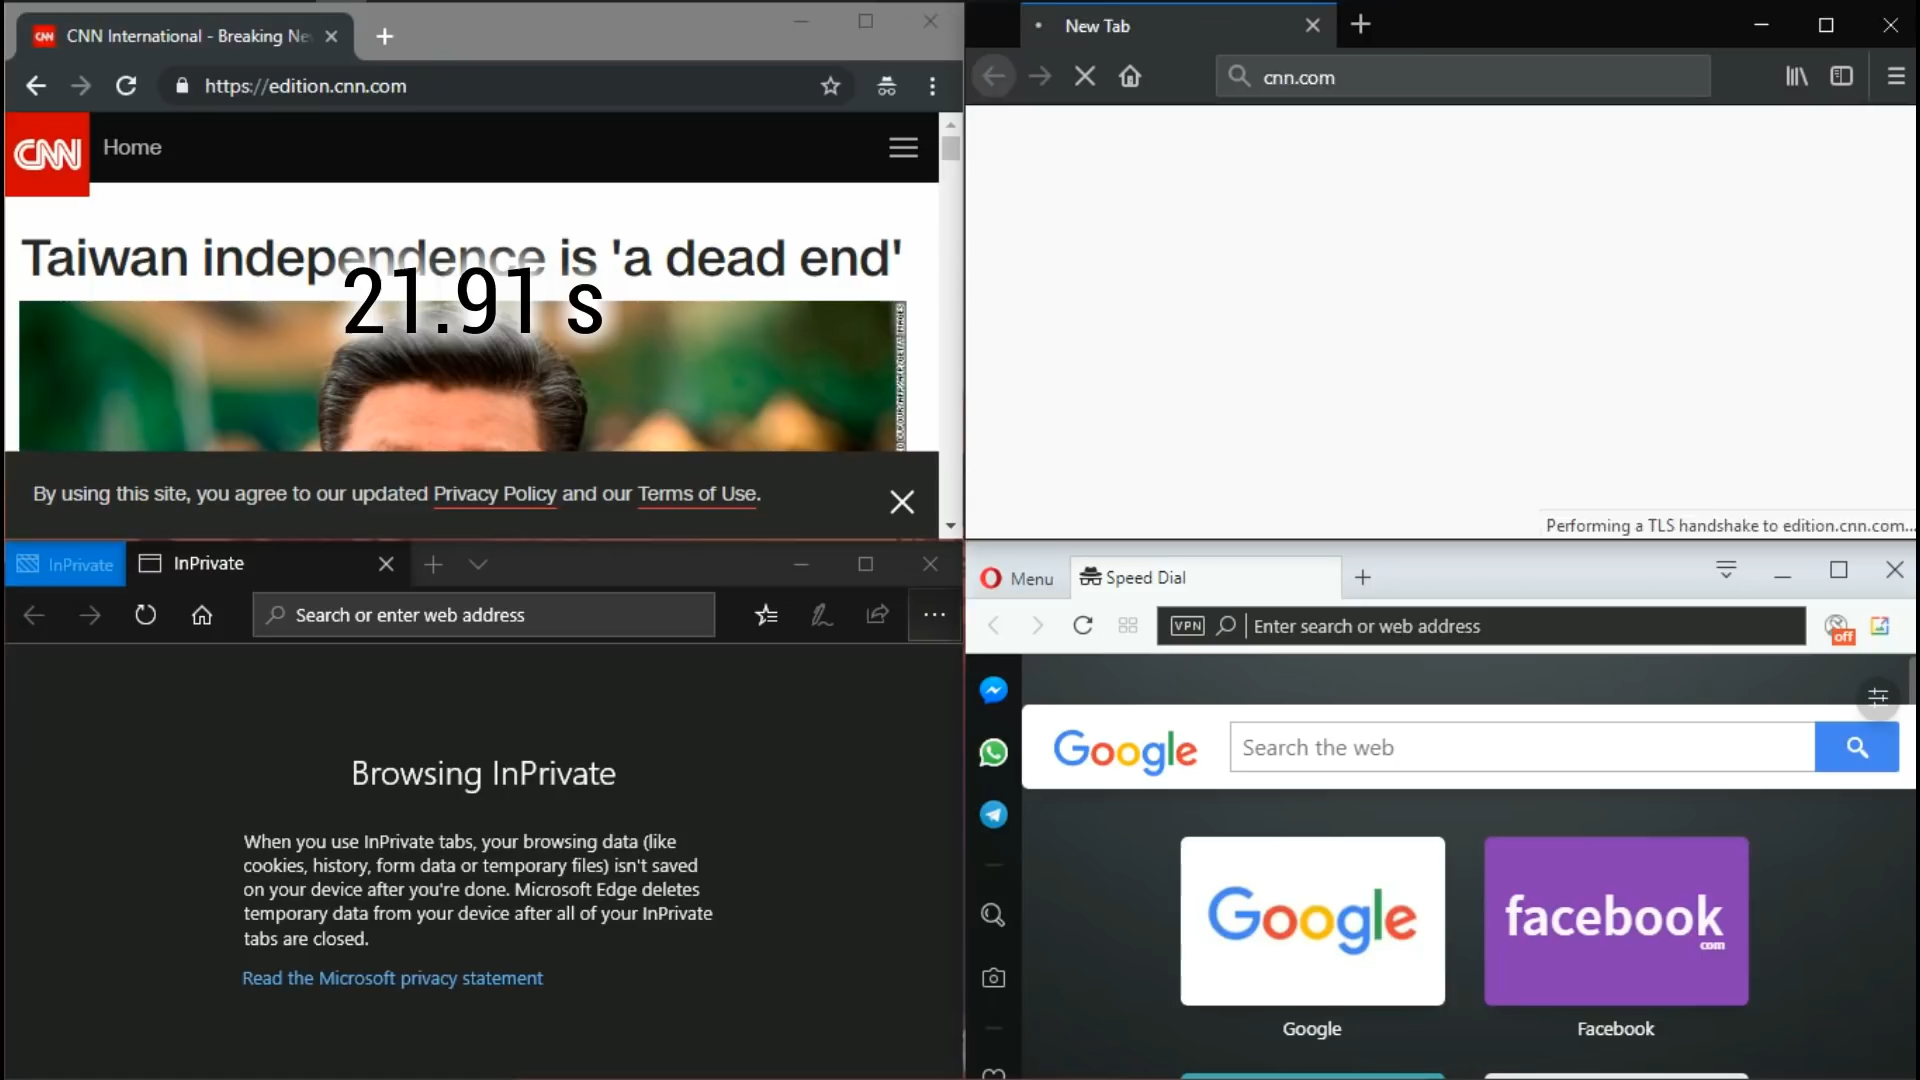 CNN International - Breaking Ne
https://edition.cnn.com
CNN
Home
Taiwan independence is 'a dead end'
21.91 s
By using this site, you agree to our updated Privacy Policy and our Terms of Use.
New Tab
cnn.com
Performing a TLS handshake to edition.cnn.com...
InPrivate
InPrivate
Search or enter web address
Browsing InPrivate
When you use InPrivate tabs, your browsing data (like
cookies, history, form data or temporary files) isn't saved
on your device after you're done. Microsoft Edge deletes
temporary data from your device after all of your InPrivate
tabs are closed.
Read the Microsoft privacy statement
Menu
Speed Dial
VPN
Enter search or web address
off
Google
Search the web
Google
facebook
com
Google
Facebook